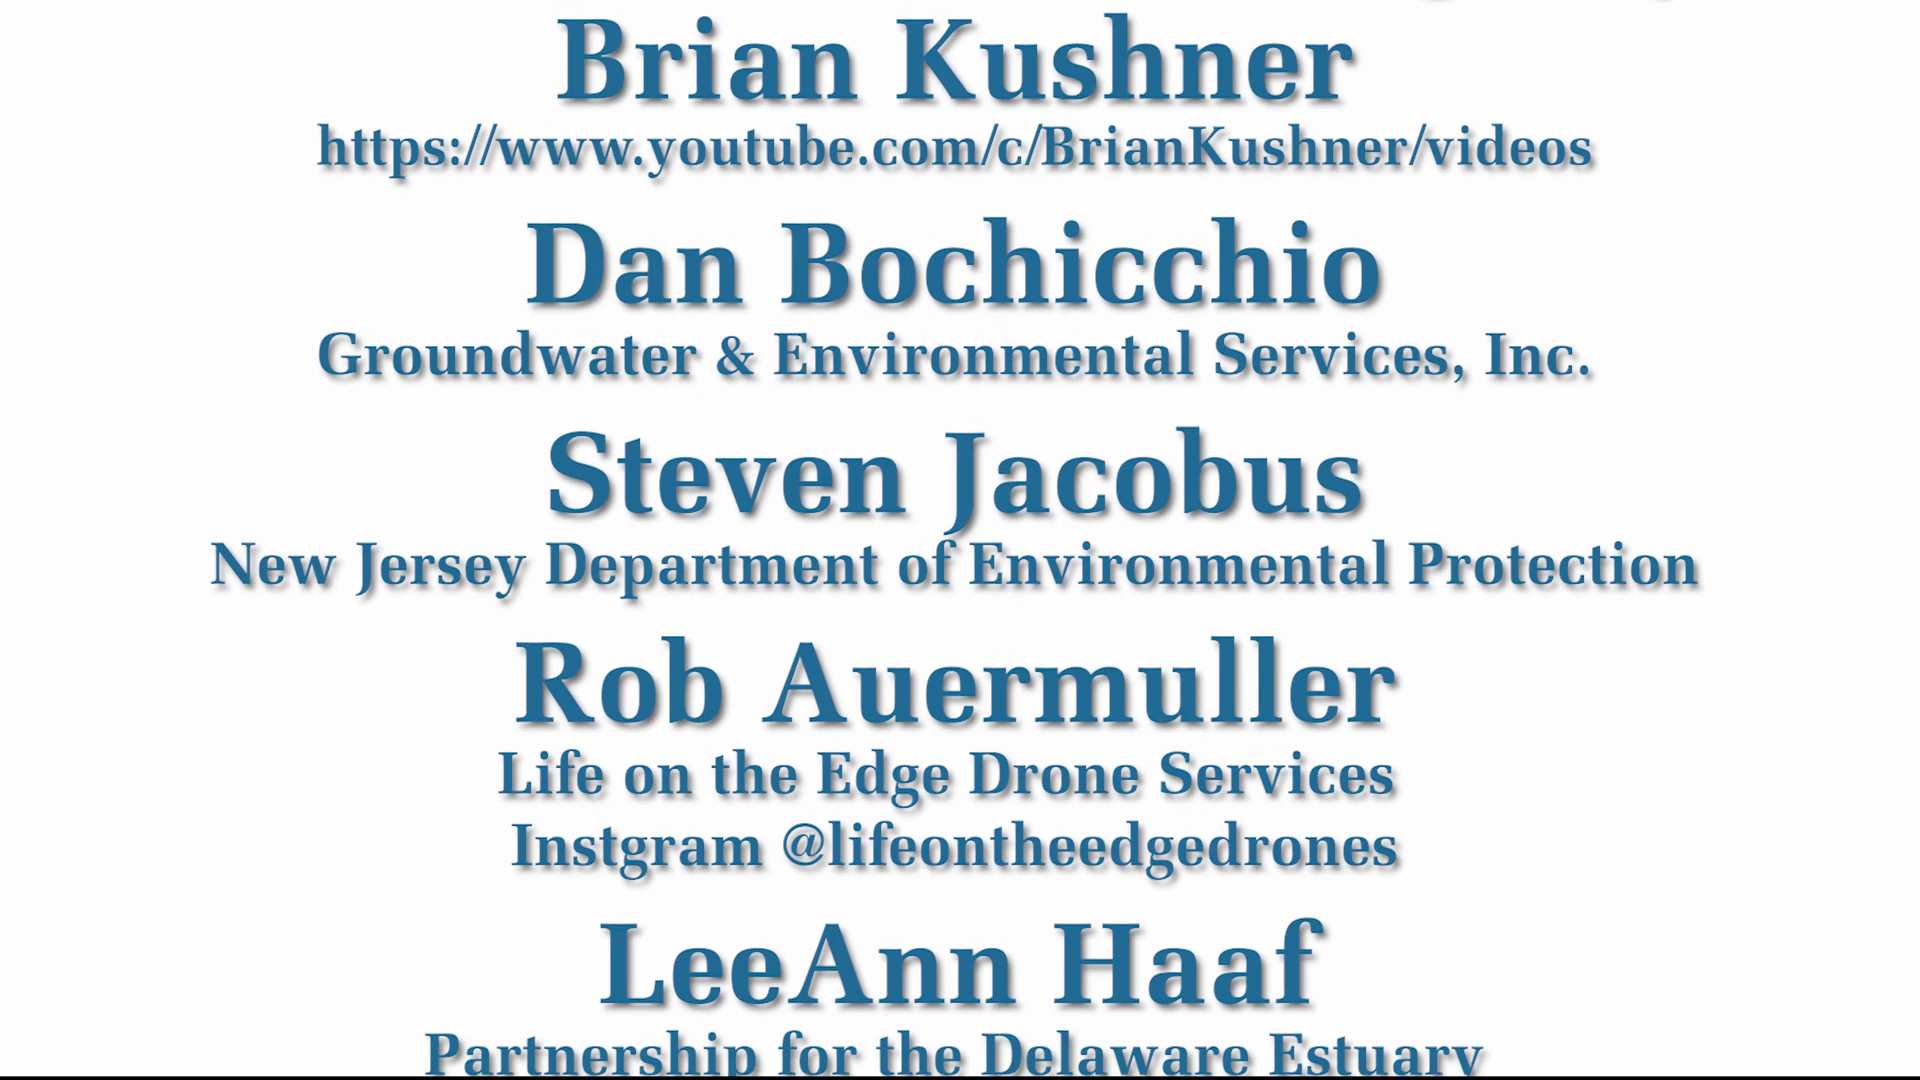 Brian Kushner
https://www.youtube.com/c/BrianKushner/videos
Dan Bochicchio
Groundwater & Environmental Services, Inc.
Steven Jacobus
New Jersey Department of Environmental Protection
Rob Auermuller
Life on the Edge Drone Services
Instgram @lifeontheedgedrones
LeeAnn Haaf
Partnership for the Delaware Estuary